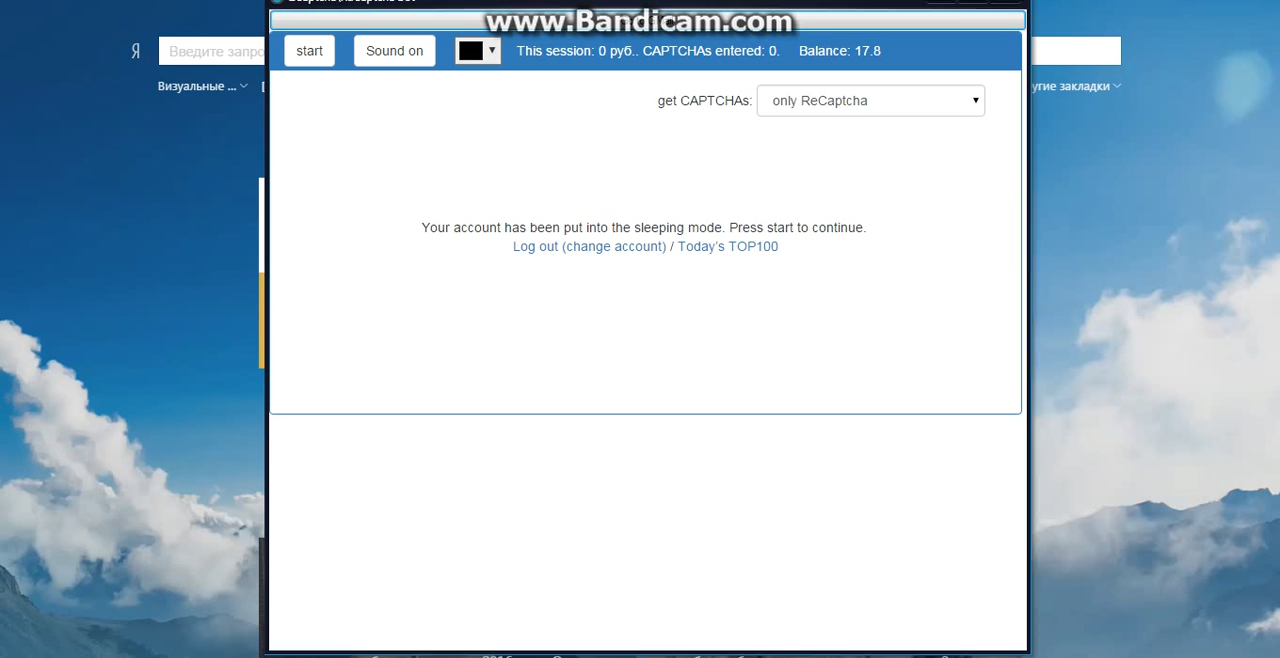 www.Bandicam.com
start
Sound on
This session: 0 руб.. CAPTCHAs entered: 0. Balance: 17.8
Я
Введите запро
Визуальные ...
угие закладки
get CAPTCHAs: only ReCaptcha
Your account has been put into the sleeping mode. Press start to continue.
Log out (change account) / Today's TOP100